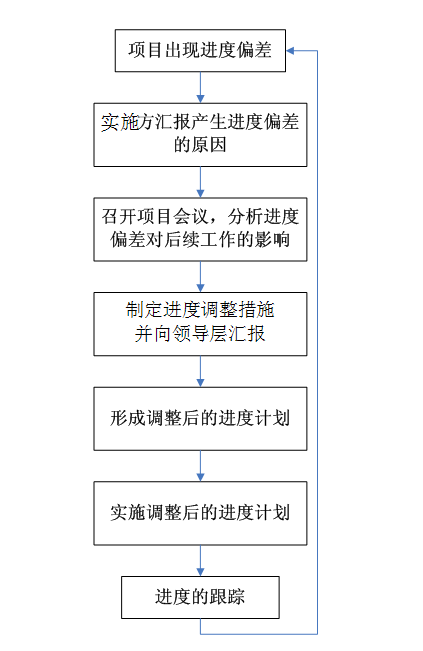 项目出现进度偏差
实施方汇报产生进度偏差
的原因
召开项目会议，分析进度
偏差对后续工作的影响
制定进度调整措施
并向领导层汇报
形成调整后的进度计划
实施调整后的进度计划
进度的跟踪